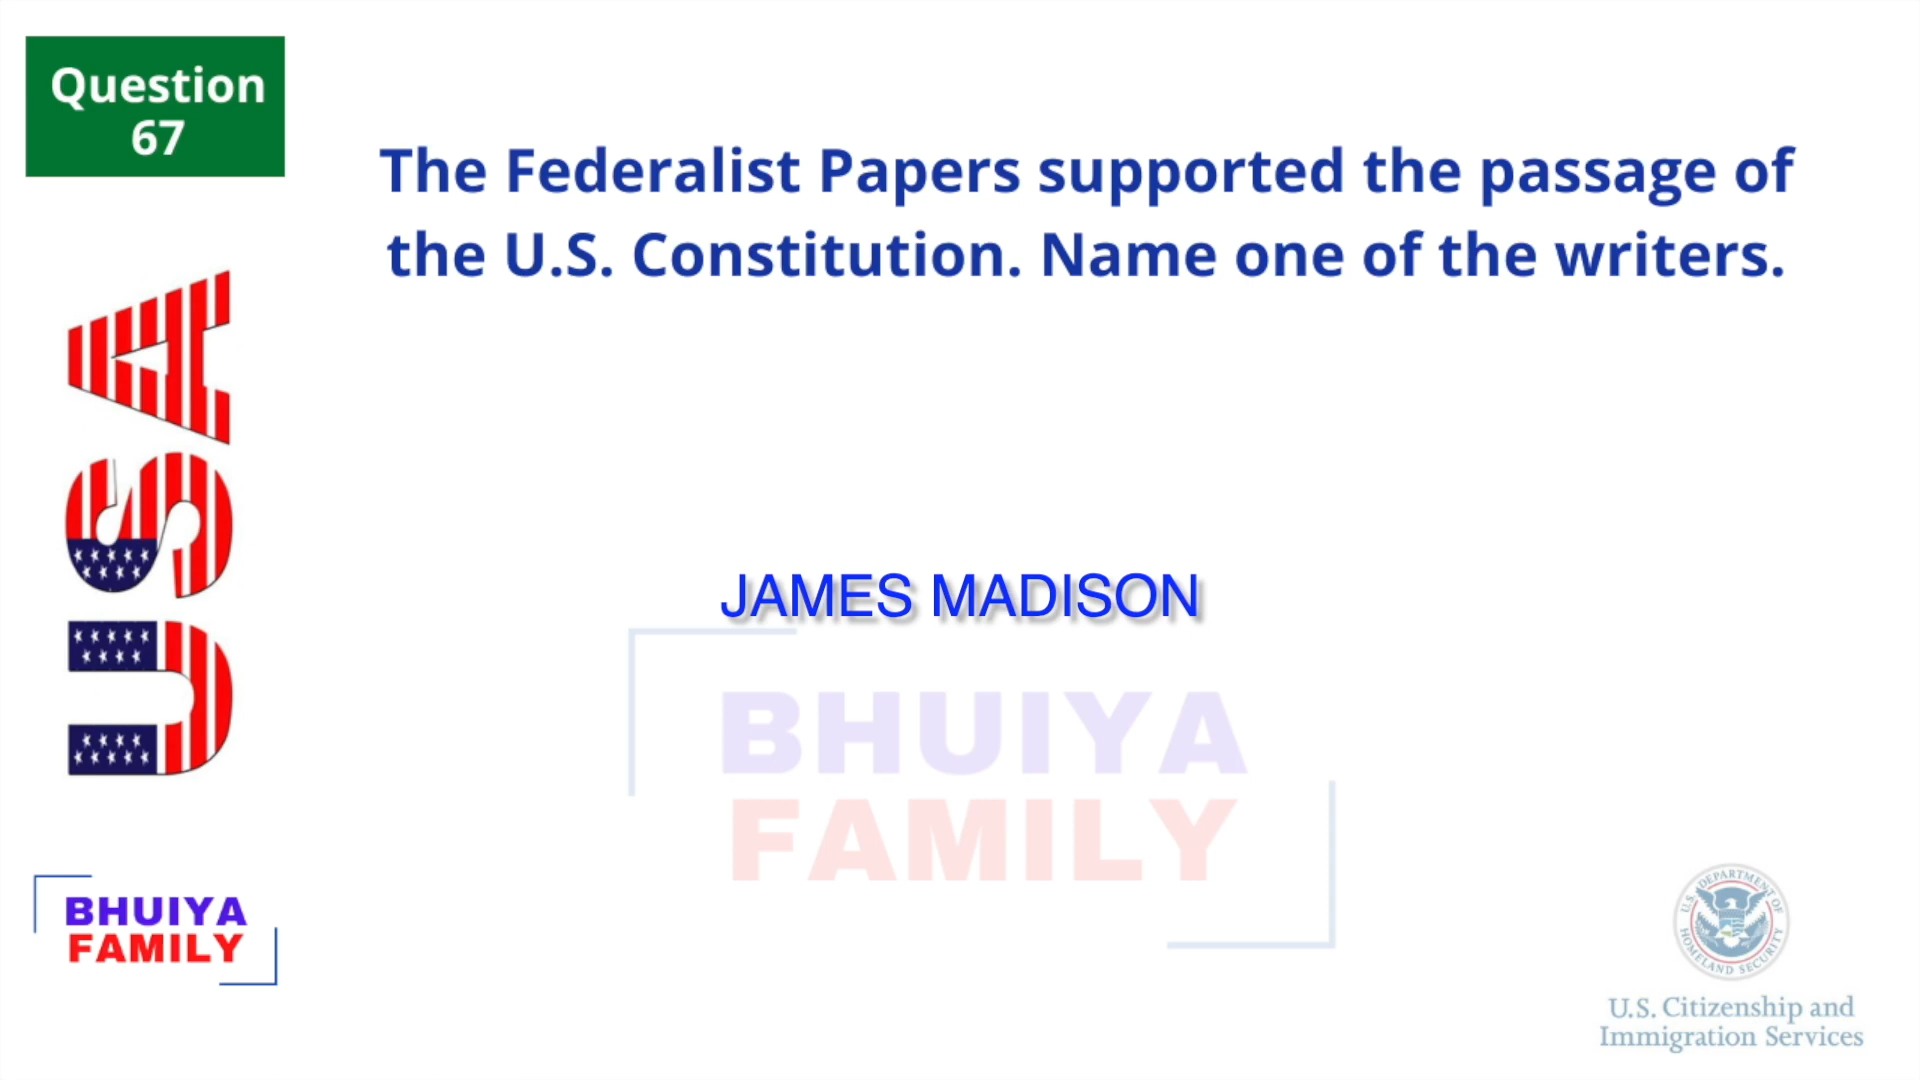 Question
67
The Federalist Papers supported the passage of
the U.S. Constitution. Name one of the writers.
USA
JAMES MADISON
BHUIYA
FAMILY
BHUIYA
FAMILY
U.S. DEPARTMENT OF
HOMELAND SECURITY
U.S. Citizenship and
Immigration Services